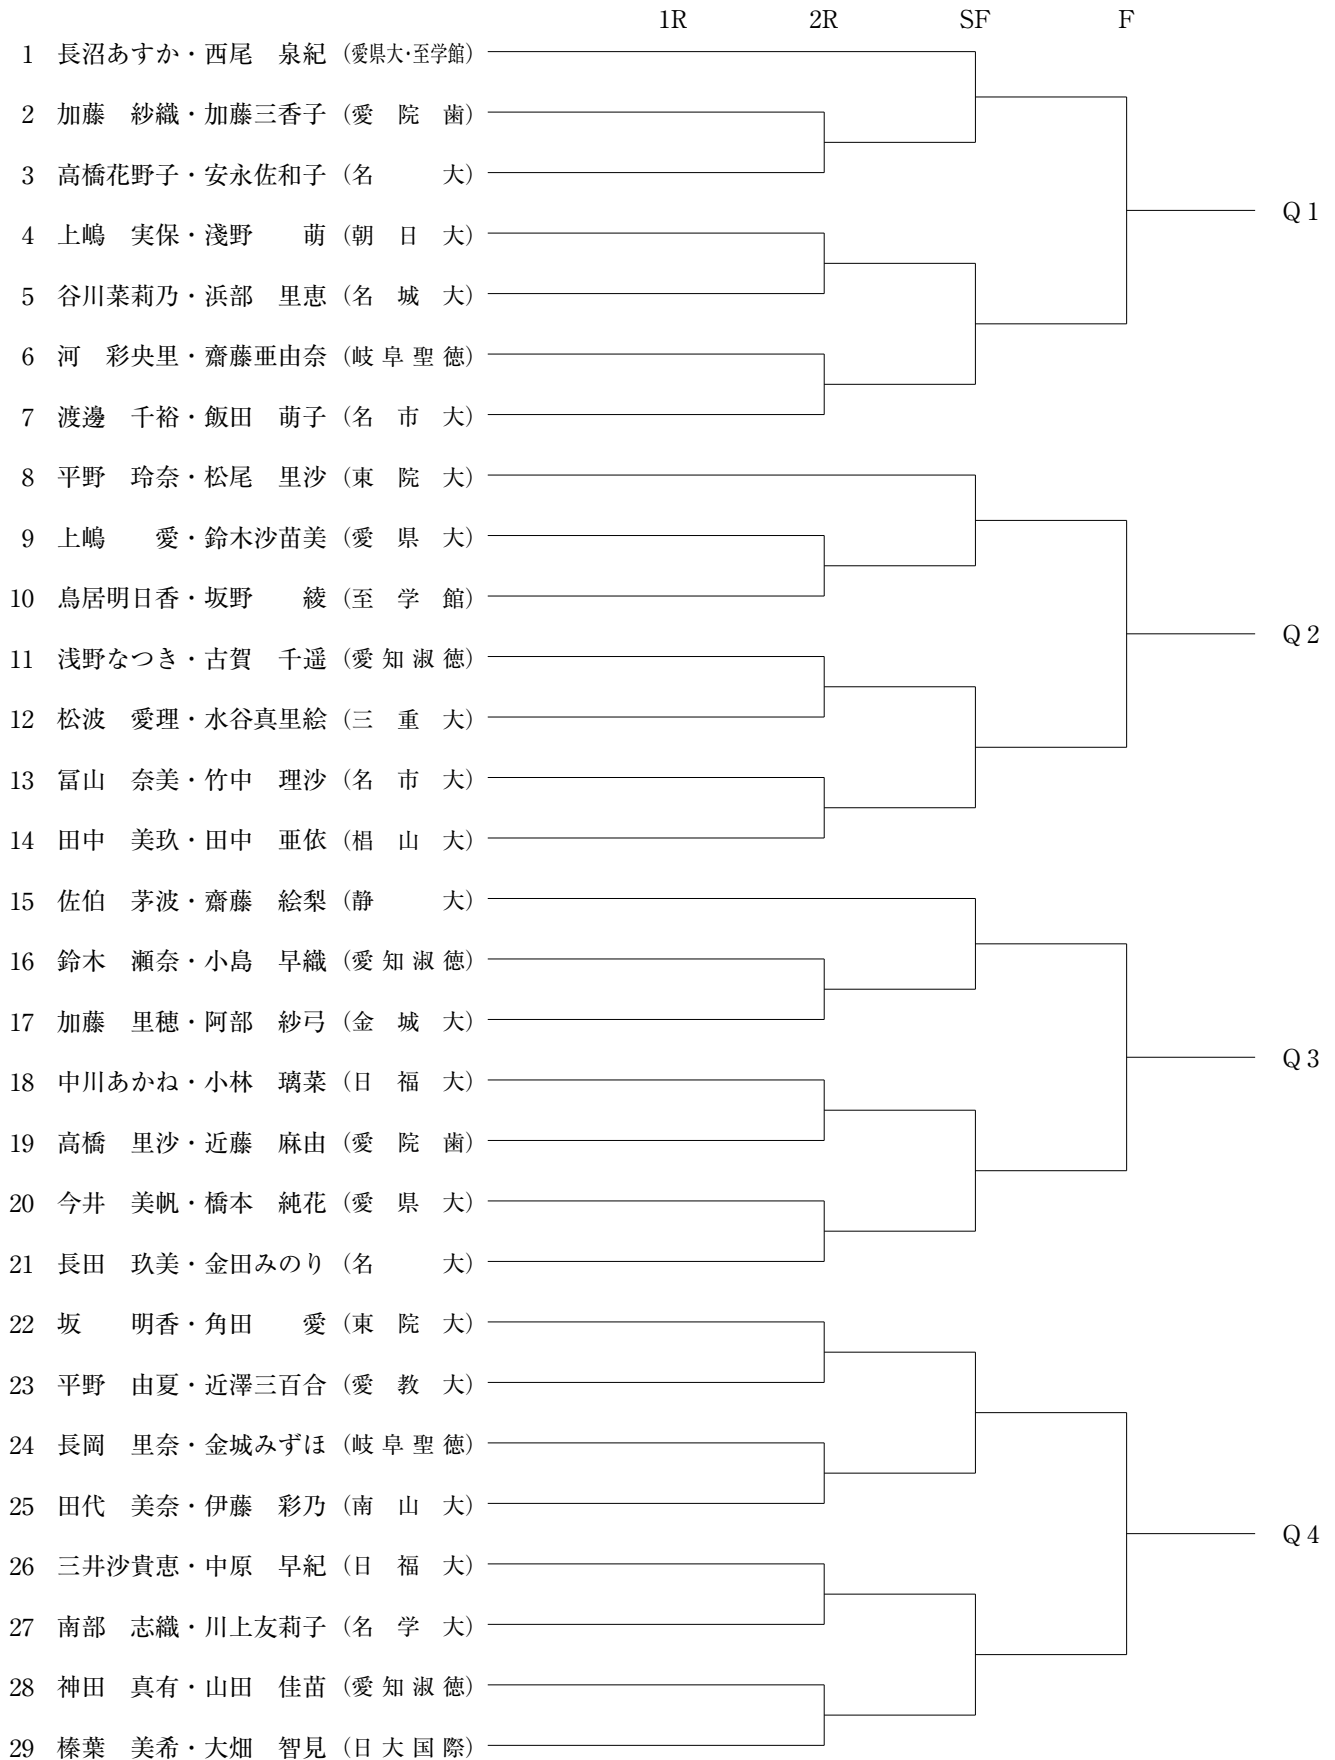 1R 2R SF F
1 長沼あすか・西尾 泉紀 (愛県大・至学館)
2 加藤 紗織・加藤三香子 (愛院歯)
3 高橋花野子・安永佐和子 (名大)
Q1
4 上嶋 実保・淺野 萌 (朝日大)
5 谷川菜莉乃・浜部 里恵 (名城大)
6 河 彩央里・齋藤亜由奈 (岐阜聖徳)
7 渡邊 千裕・飯田 萌子 (名市大)
8 平野 玲奈・松尾 里沙 (東院大)
9 上嶋 愛・鈴木沙苗美 (愛県大)
10 鳥居明日香・坂野 綾 (至学館)
Q2
11 浅野なつき・古賀 千遥 (愛知淑徳)
12 松波 愛理・水谷真里絵 (三重大)
13 冨山 奈美・竹中 理沙 (名市大)
14 田中 美玖・田中 亜依 (椙山大)
15 佐伯 茅波・齋藤 絵梨 (静大)
16 鈴木 瀬奈・小島 早織 (愛知淑徳)
17 加藤 里穂・阿部 紗弓 (金城大)
Q3
18 中川あかね・小林 璃菜 (日福大)
19 高橋 里沙・近藤 麻由 (愛院歯)
20 今井 美帆・橋本 純花 (愛県大)
21 長田 玖美・金田みのり (名大)
22 坂 明香・角田 愛 (東院大)
23 平野 由夏・近澤三百合 (愛教大)
24 長岡 里奈・金城みずほ (岐阜聖徳)
25 田代 美奈・伊藤 彩乃 (南山大)
Q4
26 三井沙貴恵・中原 早紀 (日福大)
27 南部 志織・川上友莉子 (名学大)
28 神田 真有・山田 佳苗 (愛知淑徳)
29 榛葉 美希・大畑 智見 (日大国際)